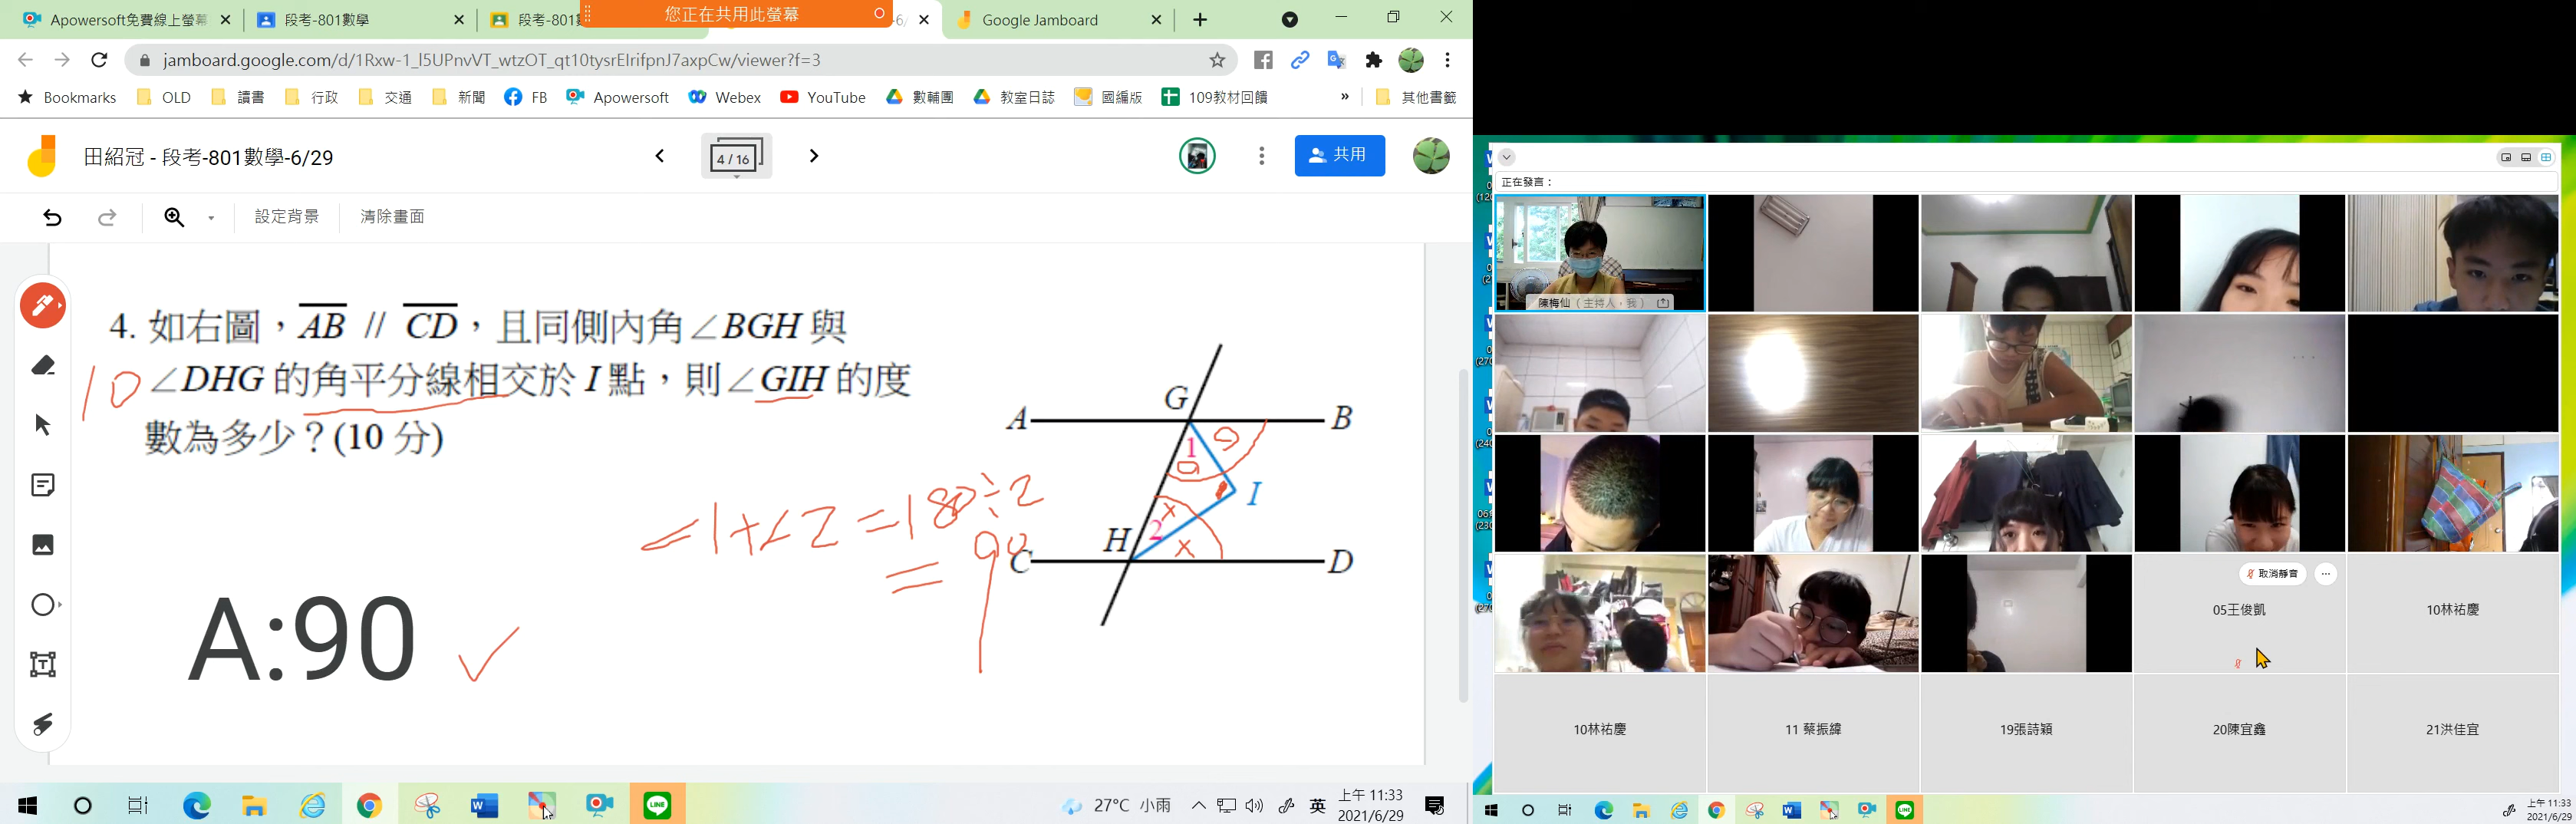 Apowersoft免費線上螢幕
段考-801數學
段考-801
您正在共用此螢幕
Google Jamboard
jamboard.google.com/d/1Rxw-1_l5UPnvVT_wtzOT_qt10tysrEIrifpnJ7axpCw/viewer?f=3
Bookmarks
OLD
讀書
行政
交通
新聞
FB
Apowersoft
Webex
YouTube
數輔團
教室日誌
國編版
109教材回饋
»
其他書籤
田紹冠 - 段考-801數學-6/29
4 / 16
共用
設定背景
清除畫面
4. 如右圖，AB // CD，且同側內角∠BGH 與
∠DHG 的角平分線相交於 I 點，則∠GIH 的度
數為多少？(10 分)
10
∠1+∠2=180÷2
=90
A:90
G
A
B
1
I
H
2
C
D
27°C 小雨
英
上午 11:33
2021/6/29
正在發言：
陳梅仙（主持人，我）
取消靜音
05王俊凱
10林祐慶
10林祐慶
11 蔡振緯
19張詩穎
20陳宜鑫
21洪佳宜
上午 11:33
2021/6/29